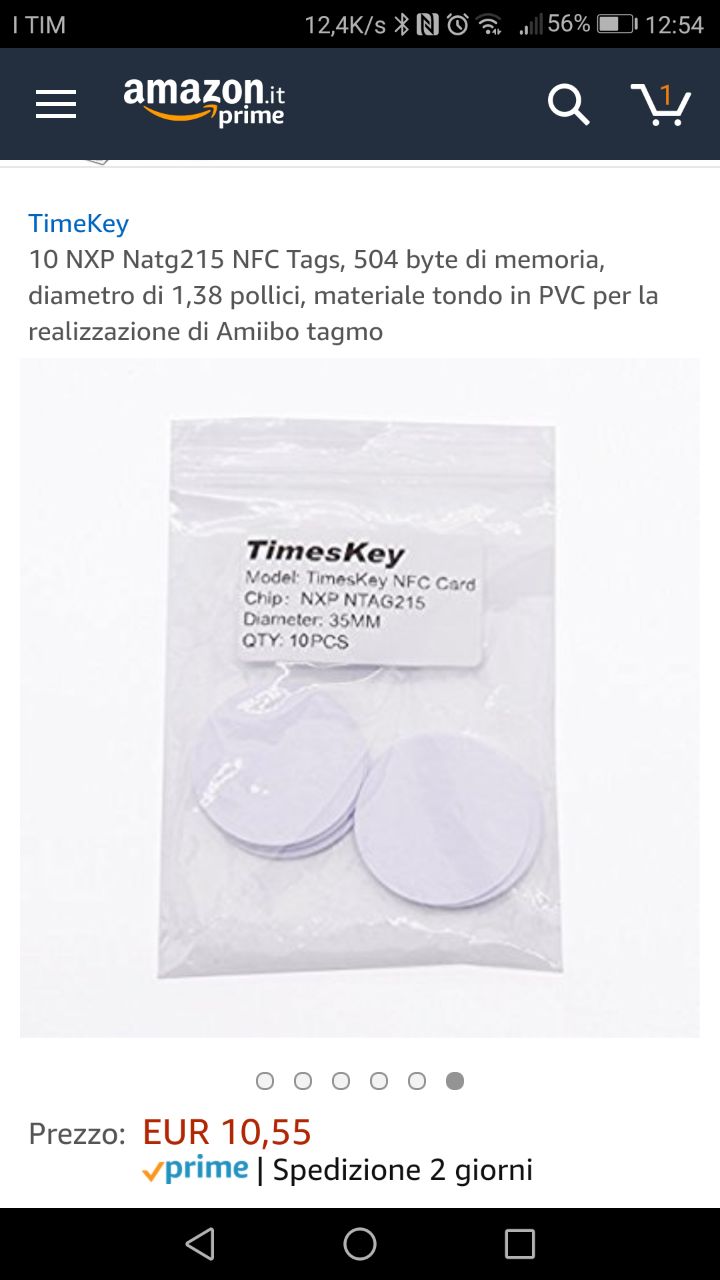 I TIM 12,4K/s 56% 12:54
amazon.it
prime
1
TimeKey
10 NXP Natg215 NFC Tags, 504 byte di memoria,
diametro di 1,38 pollici, materiale tondo in PVC per la
realizzazione di Amiibo tagmo
TimesKey
Model: TimesKey NFC Card
Chip: NXP NTAG215
Diameter: 35MM
QTY: 10PCS
Prezzo: EUR 10,55
prime | Spedizione 2 giorni